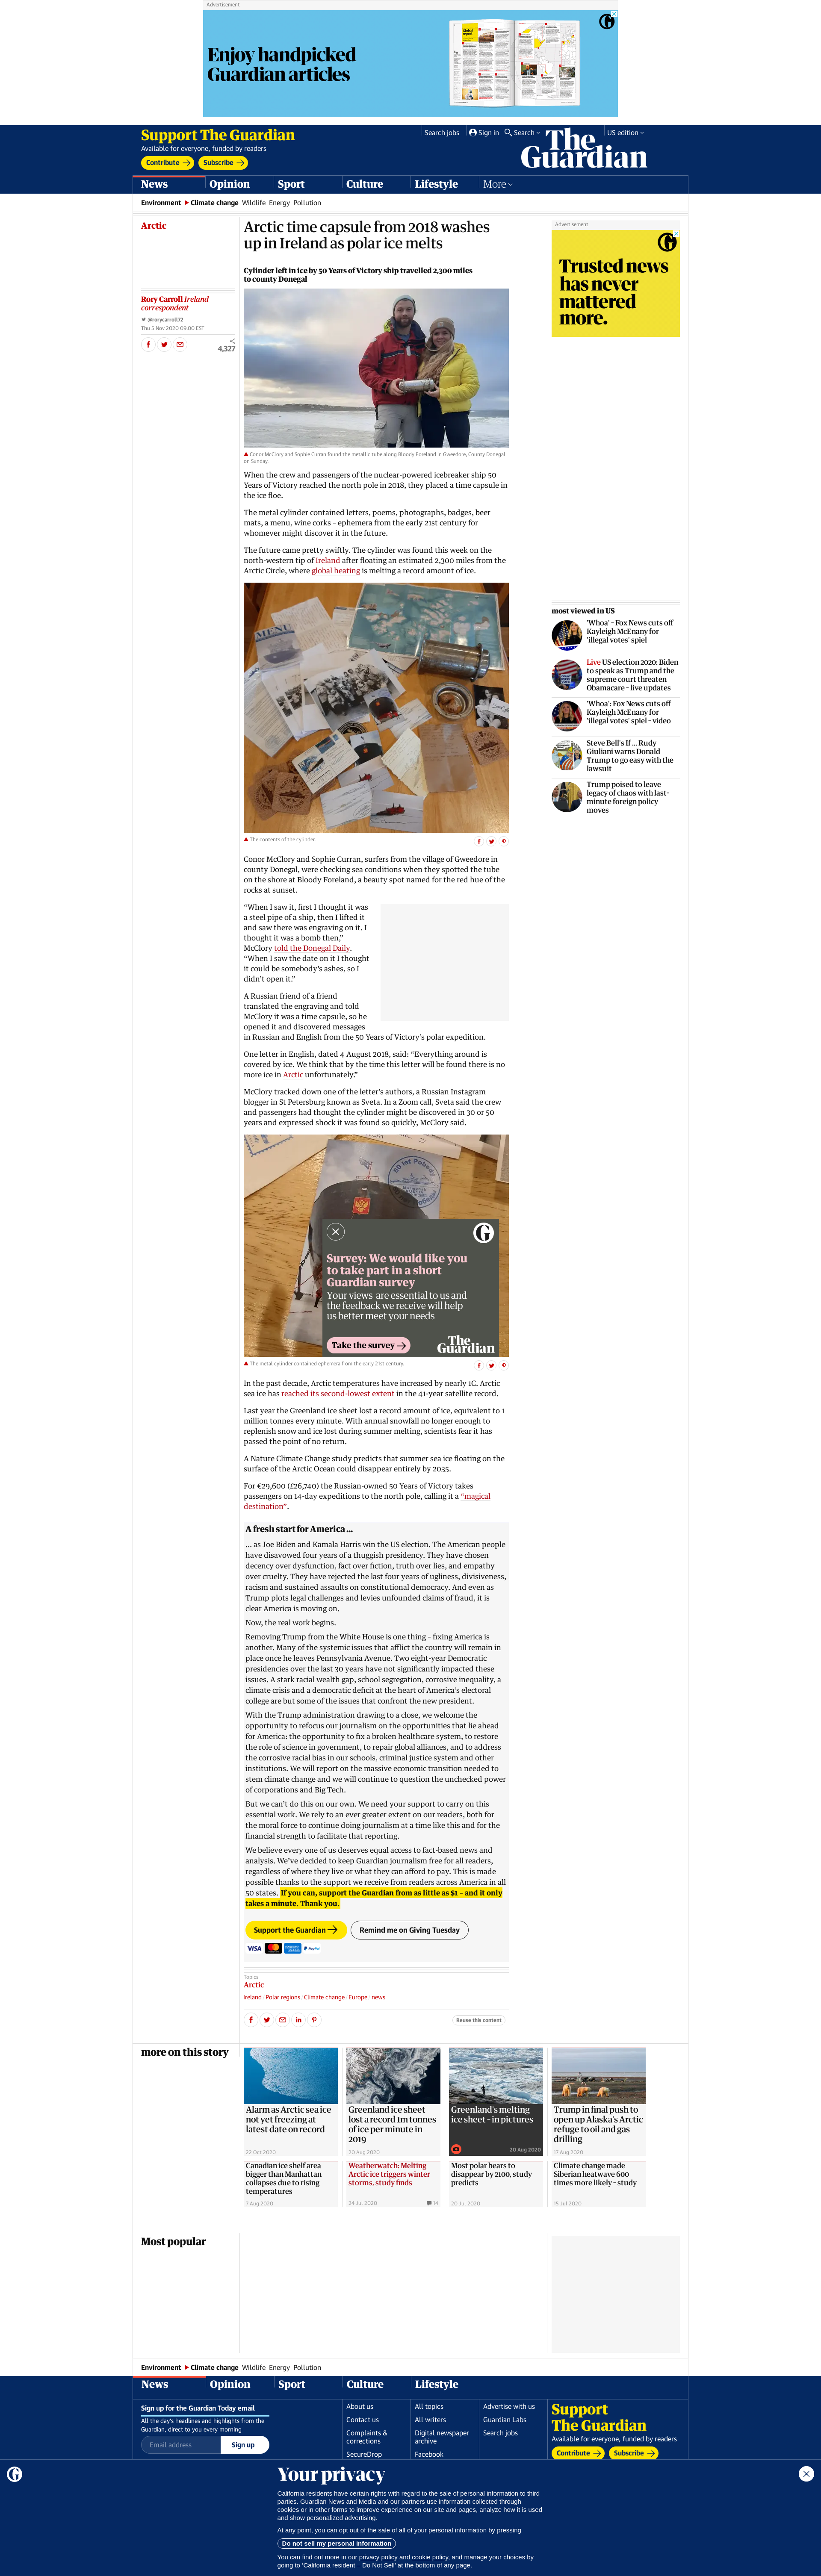 Advertisement
Enjoy handpicked
Guardian articles
Support The Guardian
Available for everyone, funded by readers
Contribute
Subscribe
Search jobs
Sign in
Search
US edition
The
Guardian
News
Opinion
Sport
Culture
Lifestyle
More
Environment
Climate change
Wildlife
Energy
Pollution
Arctic
Arctic time capsule from 2018 washes
up in Ireland as polar ice melts
Cylinder left in ice by 50 Years of Victory ship travelled 2,300 miles
to county Donegal
Rory Carroll Ireland
correspondent
@rorycarroll72
Thu 5 Nov 2020 09.00 EST
4,327
Advertisement
Trusted news
has never
mattered
more.
Conor McClory and Sophie Curran found the metallic tube along Bloody Foreland in Gweedore, County Donegal
on Sunday.
When the crew and passengers of the nuclear-powered icebreaker ship 50
Years of Victory reached the north pole in 2018, they placed a time capsule in
the ice floe.
The metal cylinder contained letters, poems, photographs, badges, beer
mats, a menu, wine corks – ephemera from the early 21st century for
whomever might discover it in the future.
The future came pretty swiftly. The cylinder was found this week on the
north-western tip of Ireland after floating an estimated 2,300 miles from the
Arctic Circle, where global heating is melting a record amount of ice.
MENU
The contents of the cylinder.
most viewed in US
'Whoa' – Fox News cuts off
Kayleigh McEnany for
'illegal votes' spiel
Live US election 2020: Biden
to speak as Trump and the
supreme court threaten
Obamacare – live updates
'Whoa': Fox News cuts off
Kayleigh McEnany for
'illegal votes' spiel – video
Steve Bell's If ... Rudy
Giuliani warns Donald
Trump to go easy with the
lawsuit
Trump poised to leave
legacy of chaos with last-
minute foreign policy
moves
Conor McClory and Sophie Curran, surfers from the village of Gweedore in
county Donegal, were checking sea conditions when they spotted the tube
on the shore at Bloody Foreland, a beauty spot named for the red hue of the
rocks at sunset.
“When I saw it, first I thought it was
a steel pipe of a ship, then I lifted it
and saw there was engraving on it. I
thought it was a bomb then,”
McClory told the Donegal Daily.
“When I saw the date on it I thought
it could be somebody’s ashes, so I
didn’t open it.”
A Russian friend of a friend
translated the engraving and told
McClory it was a time capsule, so he
opened it and discovered messages
in Russian and English from the 50 Years of Victory’s polar expedition.
One letter in English, dated 4 August 2018, said: “Everything around is
covered by ice. We think that by the time this letter will be found there is no
more ice in Arctic unfortunately.”
McClory tracked down one of the letter’s authors, a Russian Instagram
blogger in St Petersburg known as Sveta. In a Zoom call, Sveta said the crew
and passengers had thought the cylinder might be discovered in 30 or 50
years and expressed shock it was found so quickly, McClory said.
50 let Pobedy
Survey: We would like you
to take part in a short
Guardian survey
Your views are essential to us and
the feedback we receive will help
us better meet your needs
Take the survey
The
Guardian
The metal cylinder contained ephemera from the early 21st century.
In the past decade, Arctic temperatures have increased by nearly 1C. Arctic
sea ice has reached its second-lowest extent in the 41-year satellite record.
Last year the Greenland ice sheet lost a record amount of ice, equivalent to 1
million tonnes every minute. With annual snowfall no longer enough to
replenish snow and ice lost during summer melting, scientists fear it has
passed the point of no return.
A Nature Climate Change study predicts that summer sea ice floating on the
surface of the Arctic Ocean could disappear entirely by 2035.
For €29,600 (£26,740) the Russian-owned 50 Years of Victory takes
passengers on 14-day expeditions to the north pole, calling it a “magical
destination”.
A fresh start for America ...
... as Joe Biden and Kamala Harris win the US election. The American people
have disavowed four years of a thuggish presidency. They have chosen
decency over dysfunction, fact over fiction, truth over lies, and empathy
over cruelty. They have rejected the last four years of ugliness, divisiveness,
racism and sustained assaults on constitutional democracy. And even as
Trump plots legal challenges and levies unfounded claims of fraud, it is
clear America is moving on.
Now, the real work begins.
Removing Trump from the White House is one thing – fixing America is
another. Many of the systemic issues that afflict the country will remain in
place once he leaves Pennsylvania Avenue. Two eight-year Democratic
presidencies over the last 30 years have not significantly impacted these
issues. A stark racial wealth gap, school segregation, corrosive inequality, a
climate crisis and a democratic deficit at the heart of America’s electoral
college are but some of the issues that confront the new president.
With the Trump administration drawing to a close, we welcome the
opportunity to refocus our journalism on the opportunities that lie ahead
for America: the opportunity to fix a broken healthcare system, to restore
the role of science in government, to repair global alliances, and to address
the corrosive racial bias in our schools, criminal justice system and other
institutions. We will report on the massive economic transition needed to
stem climate change and we will continue to question the unchecked power
of corporations and Big Tech.
But we can’t do this on our own. We need your support to carry on this
essential work. We rely to an ever greater extent on our readers, both for
the moral force to continue doing journalism at a time like this and for the
financial strength to facilitate that reporting.
We believe every one of us deserves equal access to fact-based news and
analysis. We’ve decided to keep Guardian journalism free for all readers,
regardless of where they live or what they can afford to pay. This is made
possible thanks to the support we receive from readers across America in all
50 states. If you can, support the Guardian from as little as $1 – and it only
takes a minute. Thank you.
Support the Guardian
Remind me on Giving Tuesday
VISA
PayPal
Topics
Arctic
Ireland
Polar regions
Climate change
Europe
news
Reuse this content
more on this story
Alarm as Arctic sea ice
not yet freezing at
latest date on record
22 Oct 2020
Greenland ice sheet
lost a record 1m tonnes
of ice per minute in
2019
20 Aug 2020
Greenland's melting
ice sheet – in pictures
20 Aug 2020
Trump in final push to
open up Alaska's Arctic
refuge to oil and gas
drilling
17 Aug 2020
Canadian ice shelf area
bigger than Manhattan
collapses due to rising
temperatures
7 Aug 2020
Weatherwatch: Melting
Arctic ice triggers winter
storms, study finds
24 Jul 2020
14
Most polar bears to
disappear by 2100, study
predicts
20 Jul 2020
Climate change made
Siberian heatwave 600
times more likely – study
15 Jul 2020
Most popular
Environment
Climate change
Wildlife
Energy
Pollution
News
Opinion
Sport
Culture
Lifestyle
Sign up for the Guardian Today email
All the day's headlines and highlights from the
Guardian, direct to you every morning
Email address
Sign up
About us
Contact us
Complaints &
corrections
SecureDrop
All topics
All writers
Digital newspaper
archive
Facebook
Advertise with us
Guardian Labs
Search jobs
Support
The Guardian
Available for everyone, funded by readers
Contribute
Subscribe
Your privacy
California residents have certain rights with regard to the sale of personal information to third
parties. Guardian News and Media and our partners use information collected through
cookies or in other forms to improve experience on our site and pages, analyze how it is used
and show personalized advertising.
At any point, you can opt out of the sale of all of your personal information by pressing
Do not sell my personal information
You can find out more in our privacy policy and cookie policy, and manage your choices by
going to ‘California resident – Do Not Sell’ at the bottom of any page.